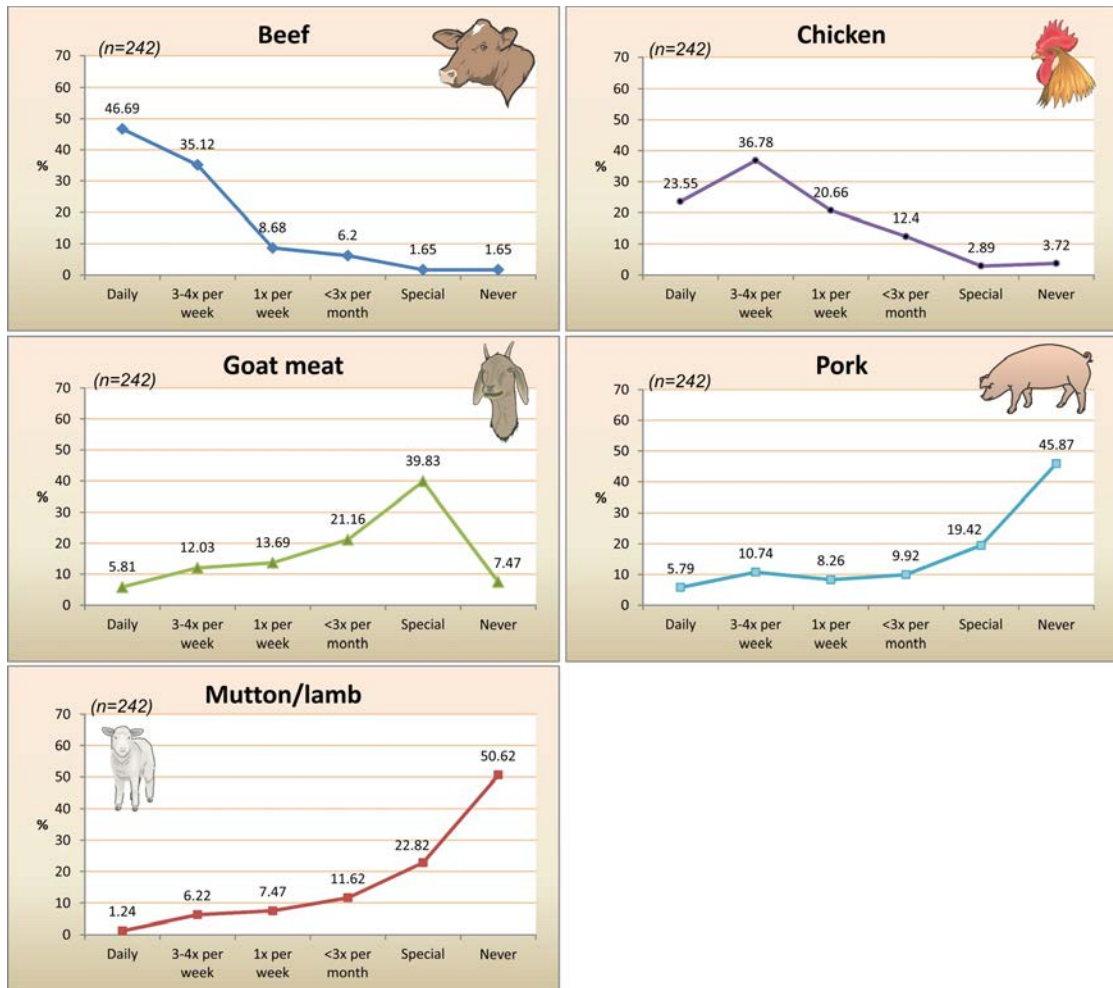 Beef
(n=242)
70
60
50
40
30
20
10
0
%
46.69
35.12
8.68
6.2
1.65
1.65
Daily
3-4x per
week
1x per
week
<3x per
month
Special
Never
Chicken
(n=242)
70
60
50
40
30
20
10
0
%
23.55
36.78
20.66
12.4
2.89
3.72
Daily
3-4x per
week
1x per
week
<3x per
month
Special
Never
Goat meat
(n=242)
70
60
50
40
30
20
10
0
%
5.81
12.03
13.69
21.16
39.83
7.47
Daily
3-4x per
week
1x per
week
<3x per
month
Special
Never
Pork
(n=242)
70
60
50
40
30
20
10
0
%
5.79
10.74
8.26
9.92
19.42
45.87
Daily
3-4x per
week
1x per
week
<3x per
month
Special
Never
Mutton/lamb
(n=242)
70
60
50
40
30
20
10
0
%
1.24
6.22
7.47
11.62
22.82
50.62
Daily
3-4x per
week
1x per
week
<3x per
month
Special
Never